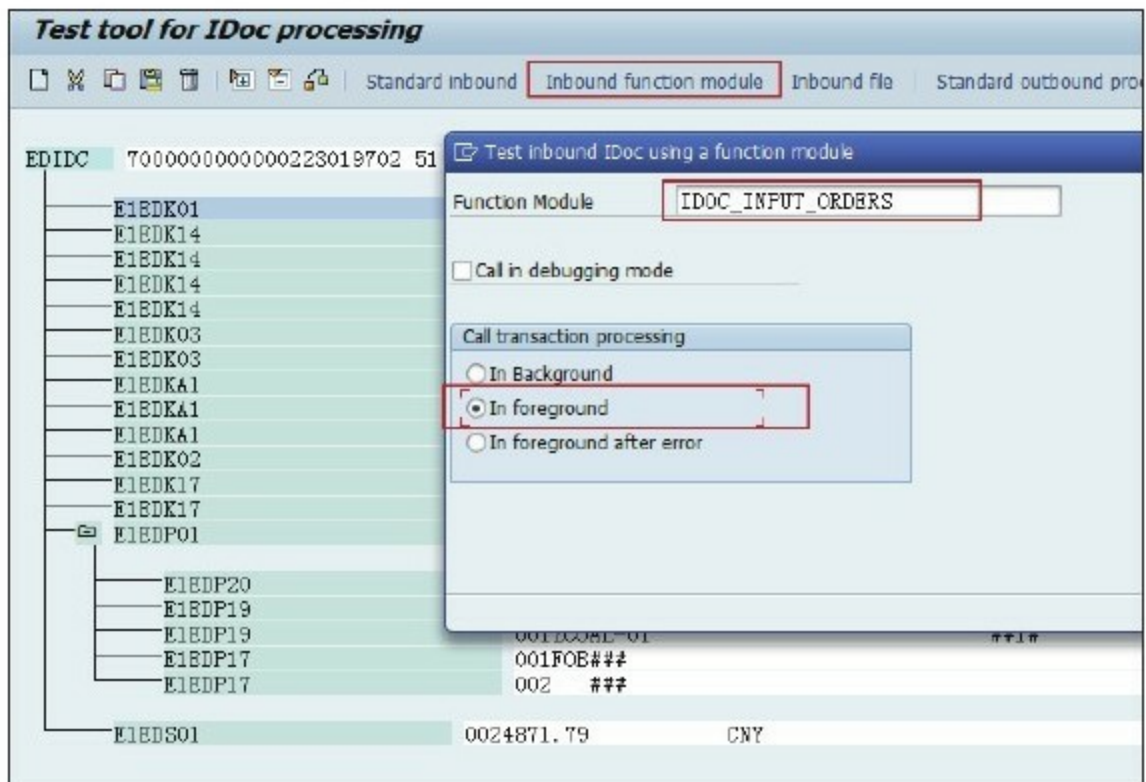 Test tool for IDoc processing
Standard inbound Inbound function module Inbound file Standard outbound pro
EDIDC 7000000000000223019702 51
Test inbound IDoc using a function module
Function Module IDOC_INPUT_ORDERS
Call in debugging mode
Call transaction processing
In Background
In foreground
In foreground after error
E1EDK01
E1EDK14
E1EDK14
E1EDK14
E1EDK14
E1EDK03
E1EDK03
E1EDKA1
E1EDKA1
E1EDKA1
E1EDK02
E1EDK17
E1EDK17
E1EDP01
E1EDP20
E1EDP19
E1EDP19 ##1#
E1EDP17 001FOB###
E1EDP17 002 ###
E1EDS01 0024871.79 CNY